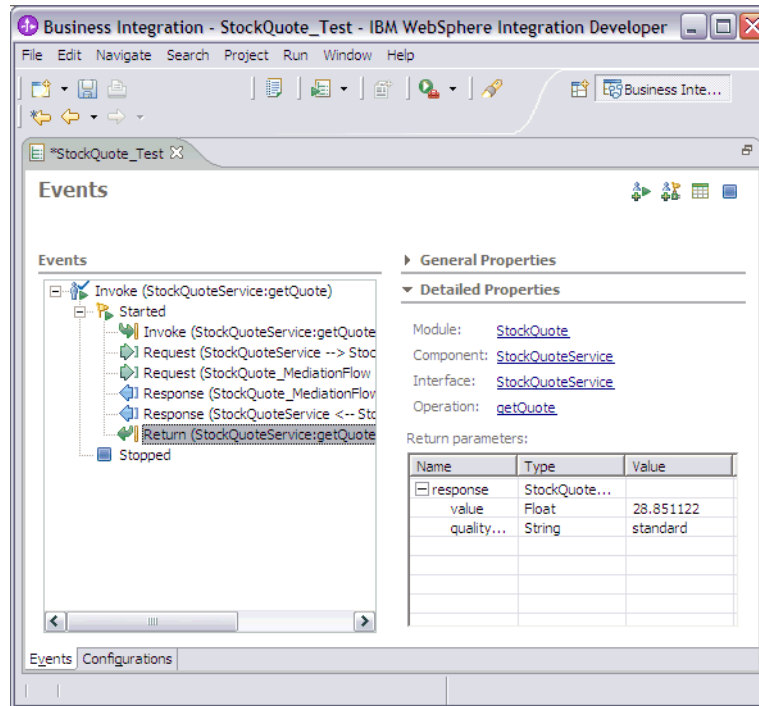 Business Integration - StockQuote_Test - IBM WebSphere Integration Developer
File Edit Navigate Search Project Run Window Help
Business Inte...
*StockQuote_Test
Events
Events
General Properties
Invoke (StockQuoteService:getQuote)
Detailed Properties
Started
Invoke (StockQuoteService:getQuote
Module: StockQuote
Request (StockQuoteService --> Stoc
Component: StockQuoteService
Request (StockQuote_MediationFlow
Interface: StockQuoteService
Response (StockQuote_MediationFlow
Operation: getQuote
Response (StockQuoteService <-- Sto
Return (StockQuoteService:getQuote
Return parameters:
Stopped
Name Type Value
response StockQuote...
value Float 28.851122
quality... String standard
Events Configurations